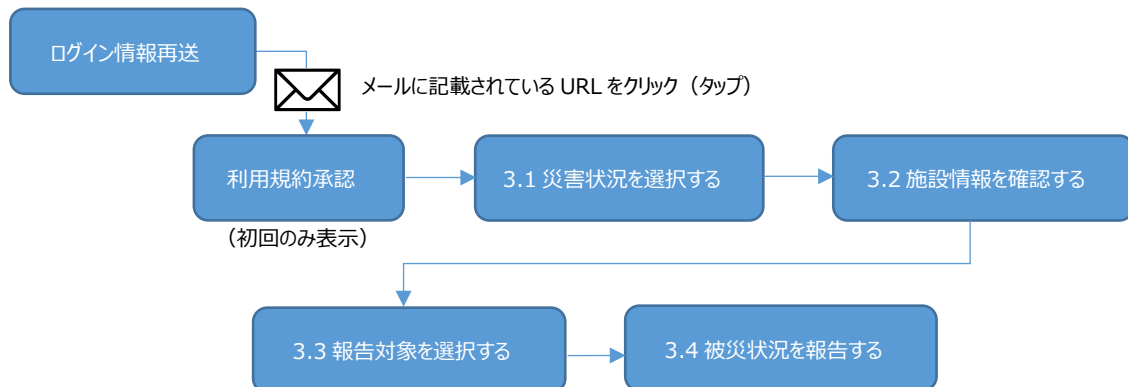 ログイン情報再送
メールに記載されている URL をクリック（タップ）
利用規約承認
3.1 災害状況を選択する
3.2 施設情報を確認する
（初回のみ表示）
3.3 報告対象を選択する
3.4 被災状況を報告する